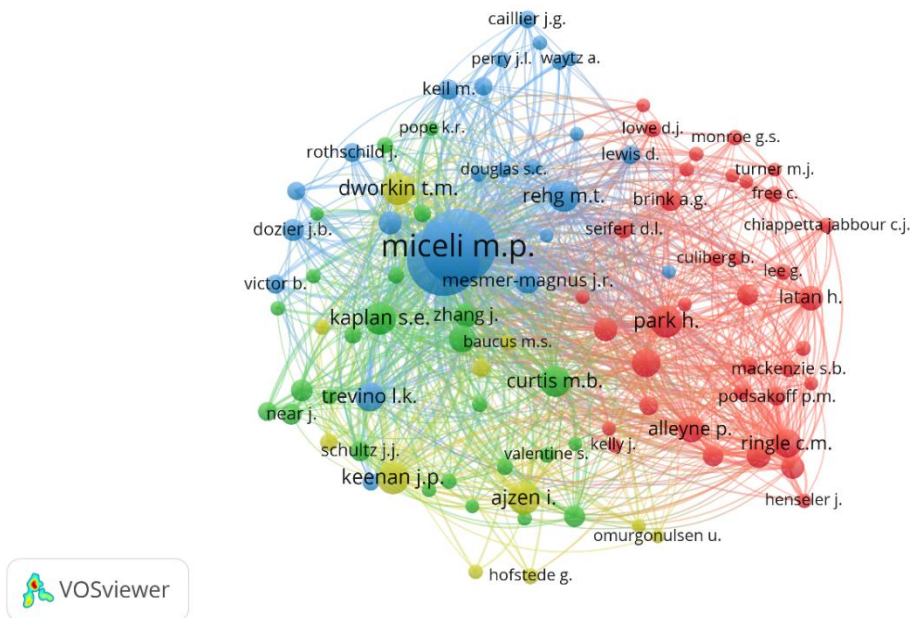 caillier j.g.
perry j.l.
waytz a.
keil m.
pope k.r.
lowe d.j.
monroe g.s.
rothschild j.
douglas s.c.
lewis d.
turner m.j.
dworkin t.m.
rehg m.t.
brink a.g.
free c.
dozier j.b.
seifert d.l.
chiappetta jabbour c.j.
miceli m.p.
culiberg b.
lee g.
victor b.
mesmer-magnus j.r.
latan h.
kaplan s.e.
zhang j.
park h.
baucus m.s.
mackenzie s.b.
curtis m.b.
trevino l.k.
podsakoff p.m.
near j.
alleyne p.
schultz j.j.
valentine s.
kelly j.
ringle c.m.
keenan j.p.
ajzen i.
henseler j.
omurgonulsen u.
hofstede g.
VOSviewer